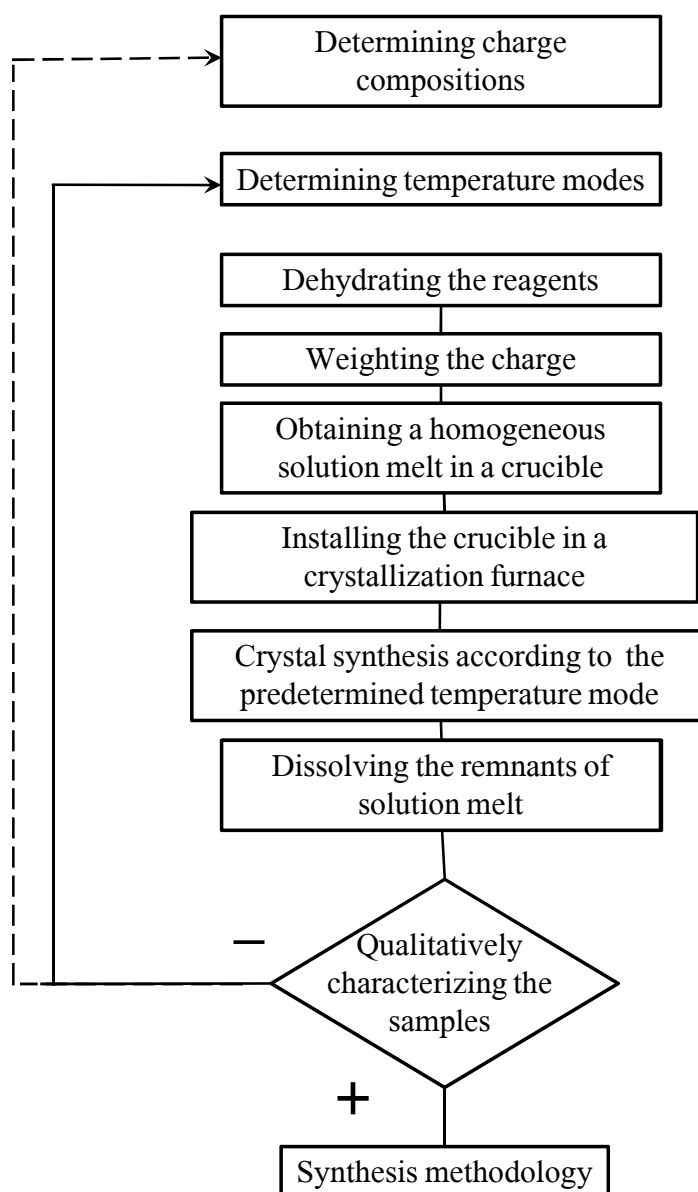 Determining charge
compositions
Determining temperature modes
Dehydrating the reagents
Weighting the charge
Obtaining a homogeneous
solution melt in a crucible
Installing the crucible in a
crystallization furnace
Crystal synthesis according to the
predetermined temperature mode
Dissolving the remnants of
solution melt
−
Qualitatively
characterizing the
samples
+
Synthesis methodology